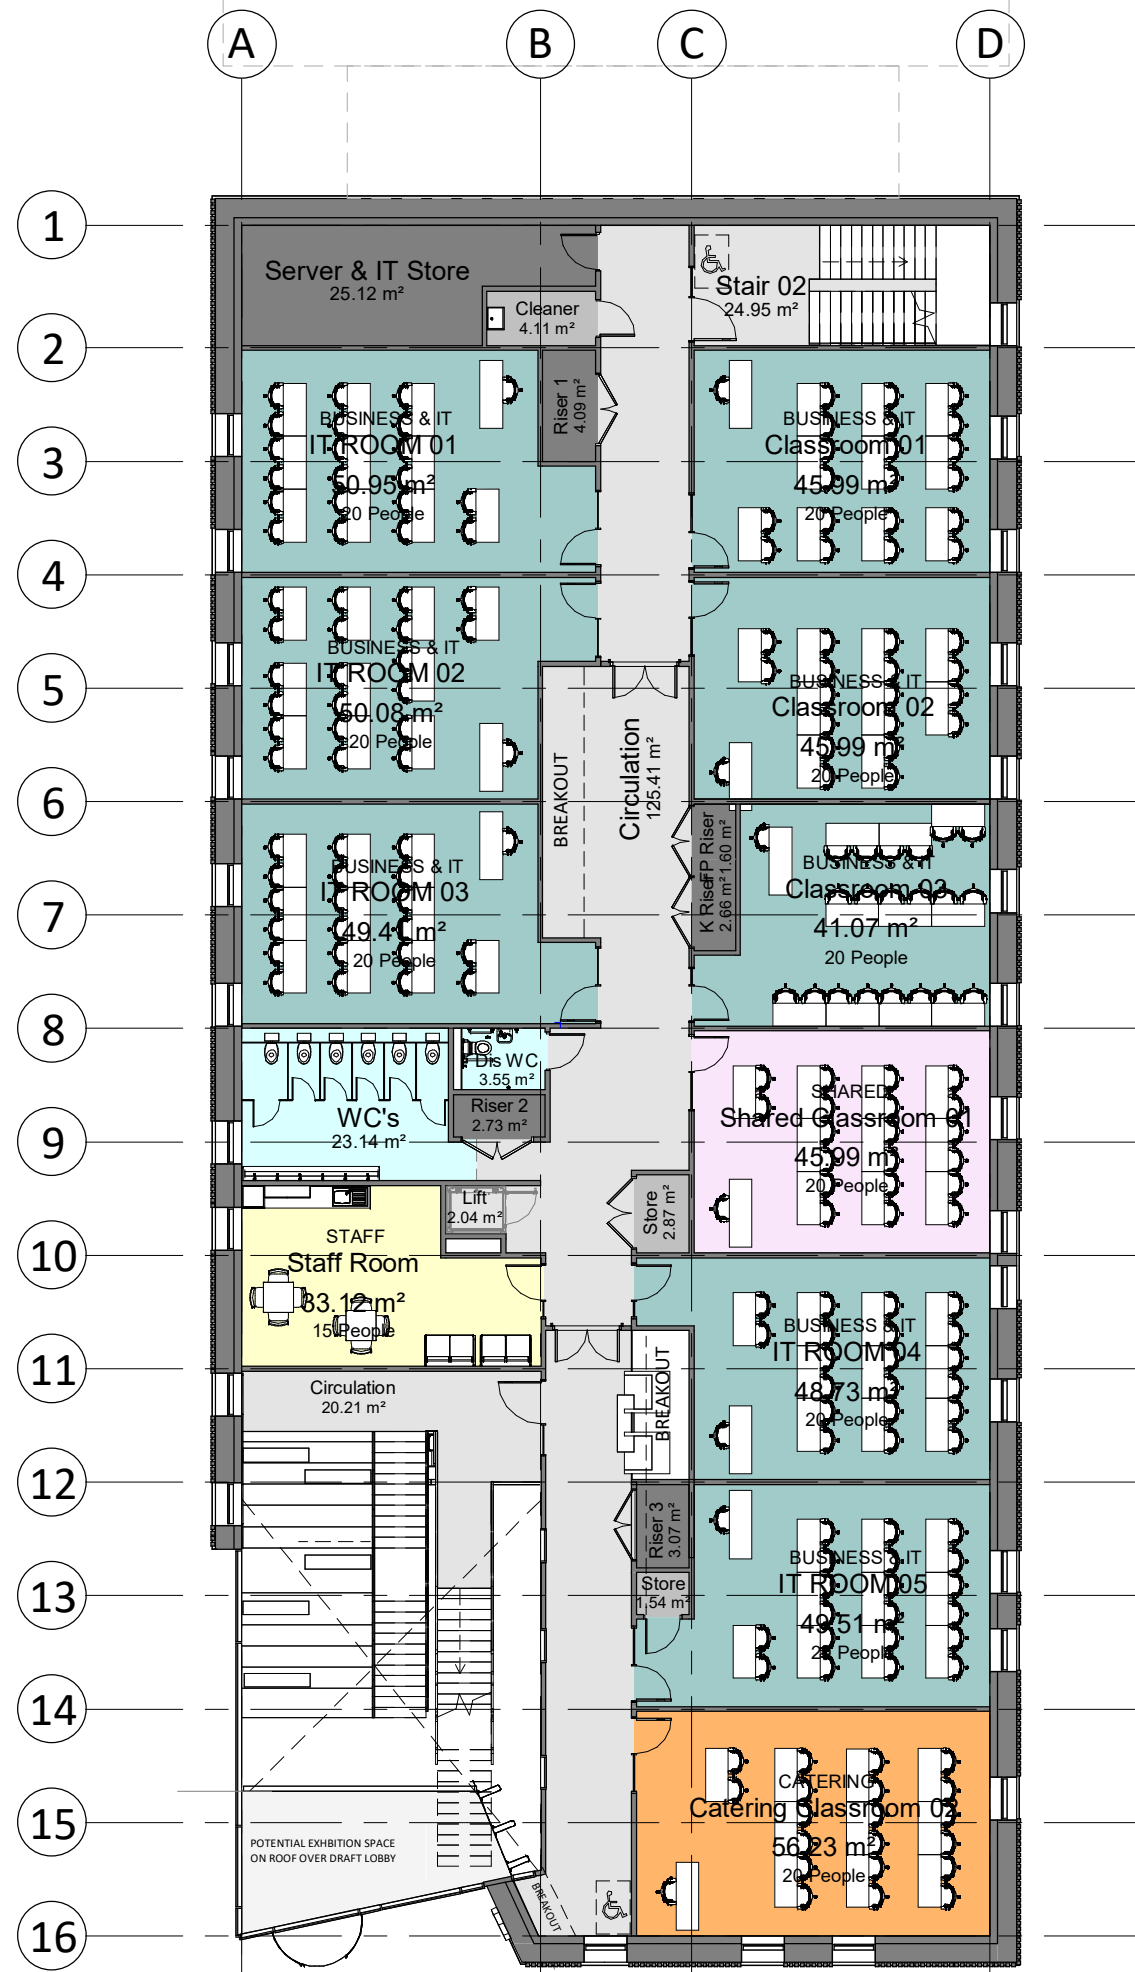 A B C D
1
Server & IT Store
25.12 m²
Cleaner
4.11 m²
Stair 02
24.95 m²
2
Riser 1
4.09 m²
BUSINESS & IT
IT ROOM 01
50.95 m²
20 People
BUSINESS & IT
Classroom 01
45.99 m²
20 People
3
4
BUSINESS & IT
IT ROOM 02
50.08 m²
20 People
BUSINESS & IT
Classroom 02
45.99 m²
20 People
5
BREAKOUT
Circulation
125.41 m²
6
BUSINESS & IT
IT ROOM 03
49.41 m²
20 People
FP Riser
1.60 m²
K Riser
2.66 m²
BUSINESS & IT
Classroom 03
41.07 m²
20 People
7
8
Dis WC
3.55 m²
Riser 2
2.73 m²
WC's
23.14 m²
SHARED
Shared Classroom 01
45.99 m²
20 People
9
Lift
2.04 m²
Store
2.87 m²
STAFF
Staff Room
33.12 m²
15 People
10
BUSINESS & IT
IT ROOM 04
48.73 m²
20 People
11
Circulation
20.21 m²
BREAKOUT
12
Riser 3
3.07 m²
Store
1.54 m²
BUSINESS & IT
IT ROOM 05
49.51 m²
20 People
13
14
CATERING
Catering Classroom 02
56.23 m²
20 People
15
POTENTIAL EXHBITION SPACE
ON ROOF OVER DRAFT LOBBY
BREAKOUT
16